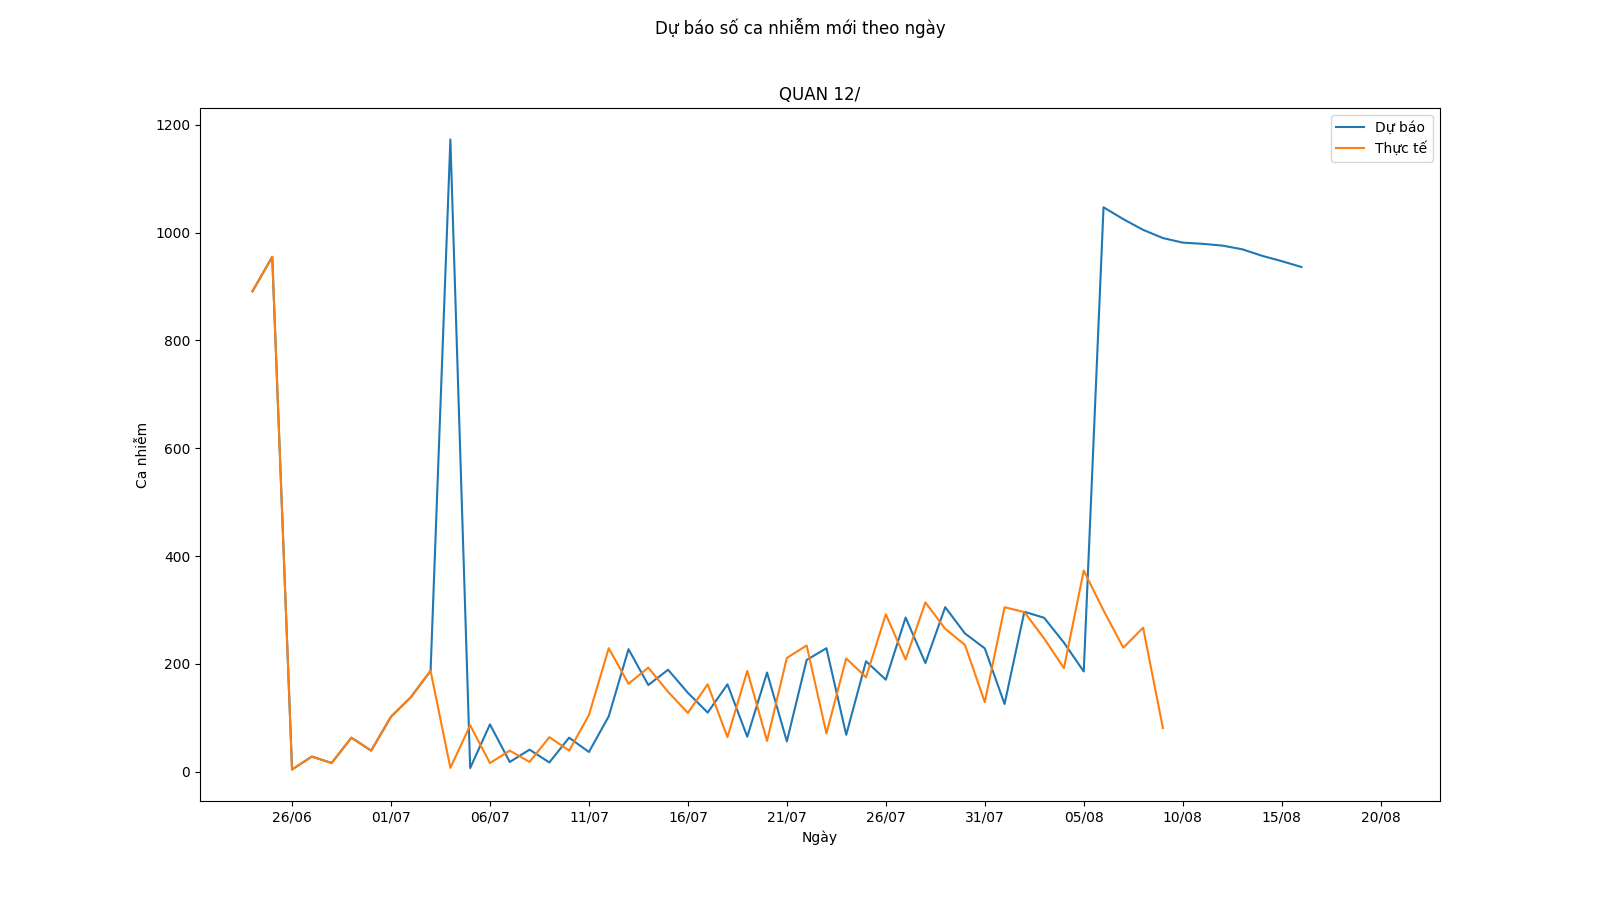 Dự báo số ca nhiễm mới theo ngày
QUAN 12/
Dự báo
Thực tế
1200
1000
800
600
400
200
0
Ca nhiễm
26/06 01/07 06/07 11/07 16/07 21/07 26/07 31/07 05/08 10/08 15/08 20/08
Ngày